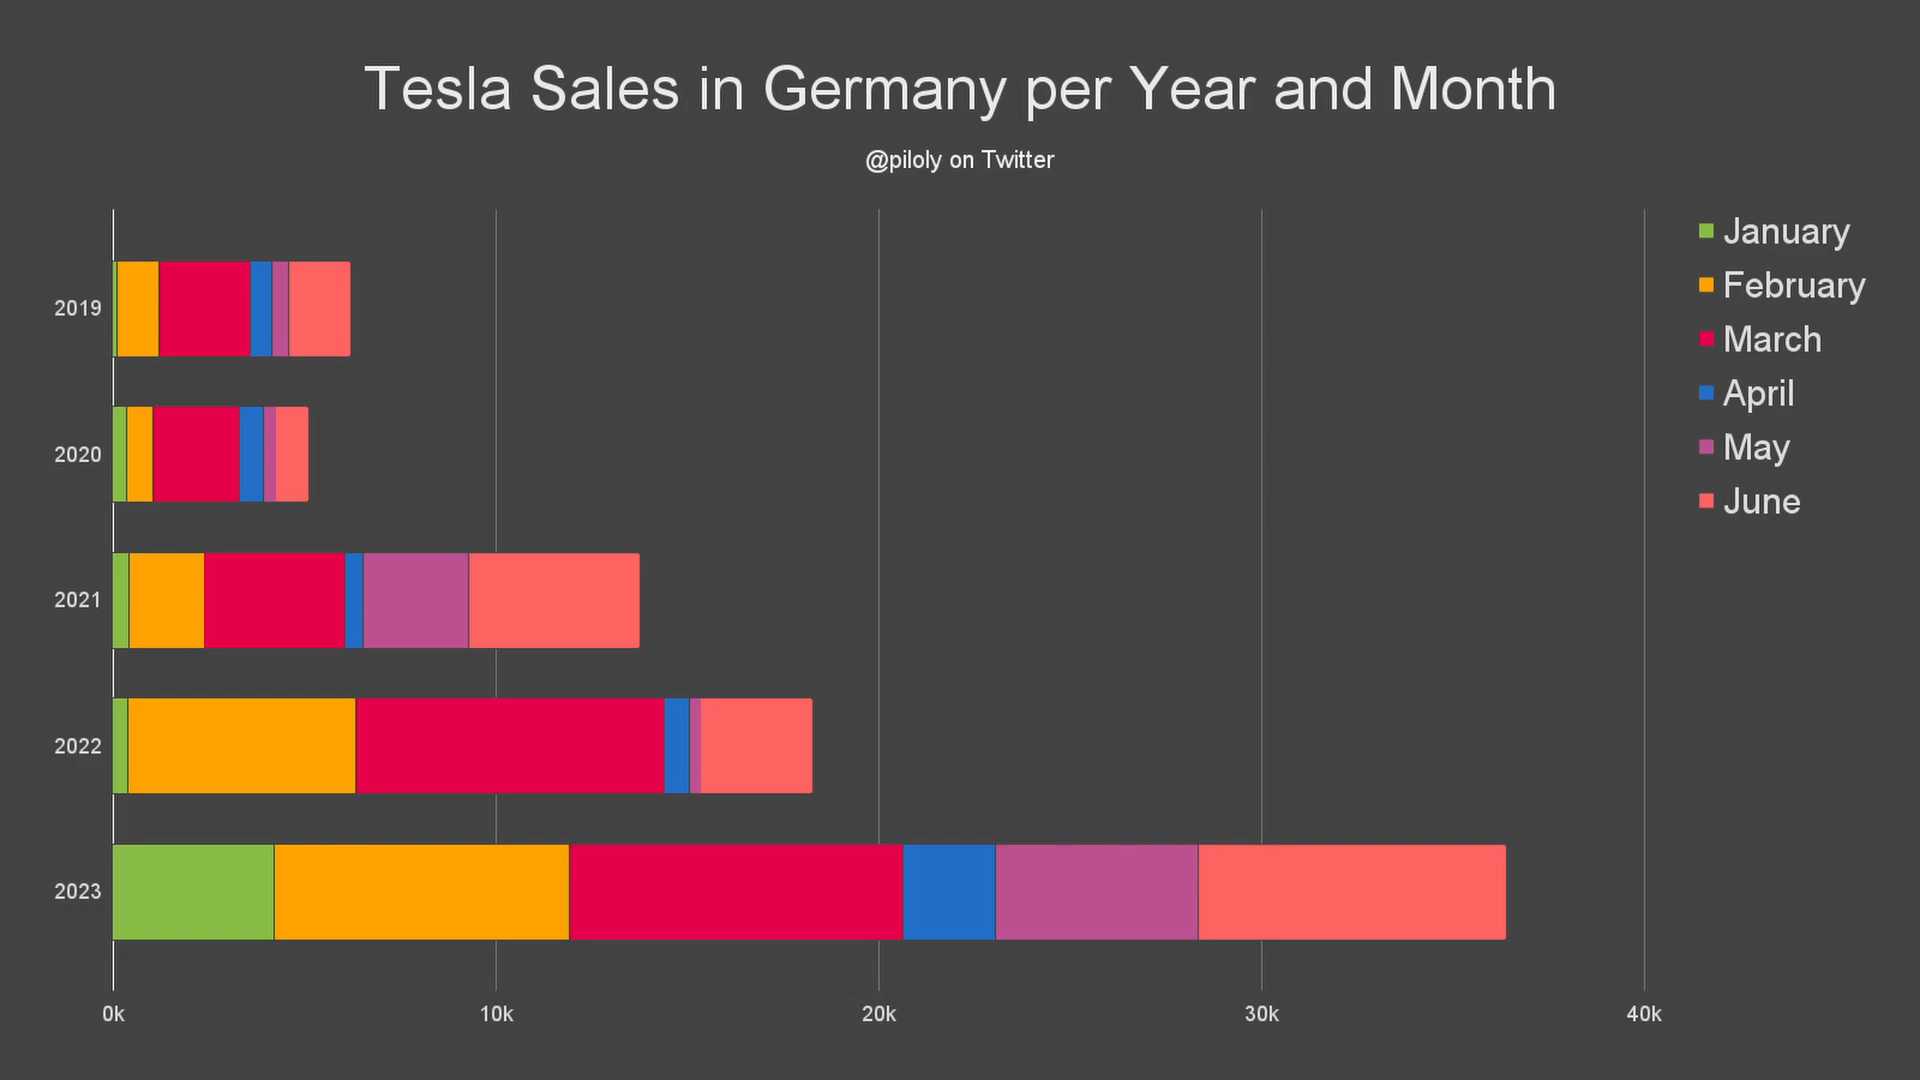 Tesla Sales in Germany per Year and Month
@piloly on Twitter
January
February
March
April
May
June
2019
2020
2021
2022
2023
0k 10k 20k 30k 40k